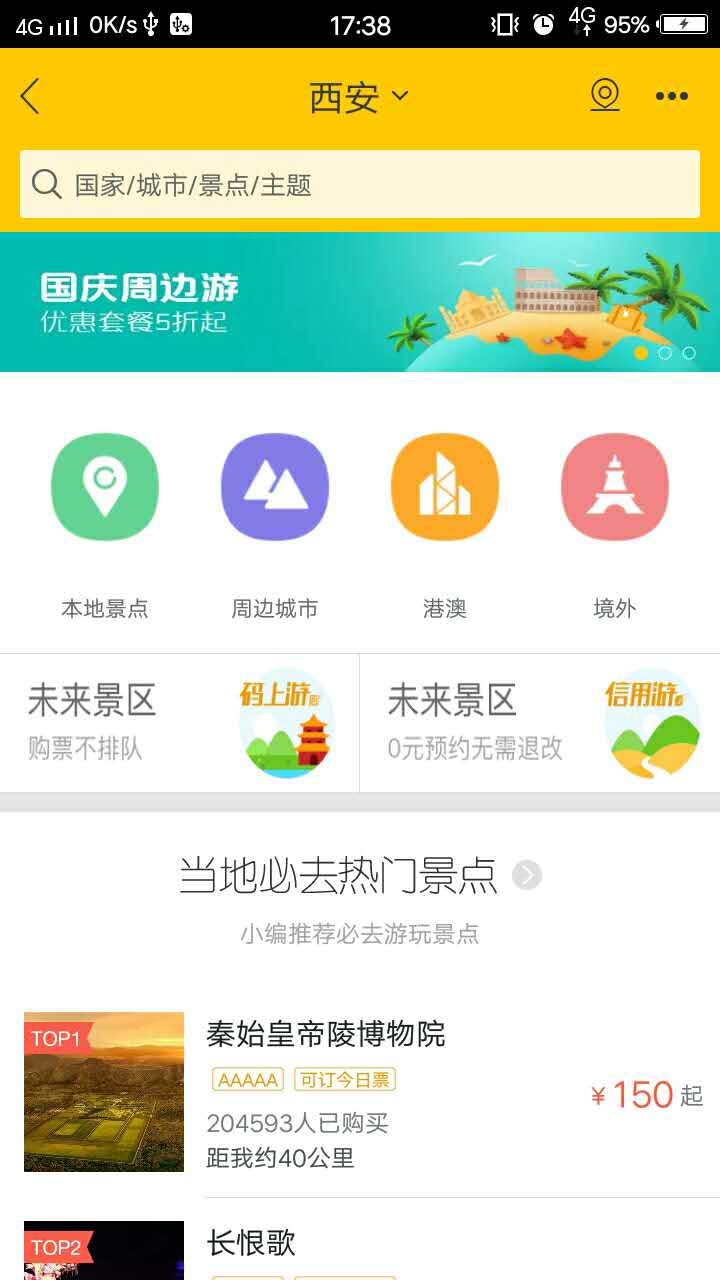 4G 0K/s 17:38 4G 95%
西安
国家/城市/景点/主题
国庆周边游
优惠套餐5折起
本地景点 周边城市 港澳 境外
未来景区 码上游 未来景区 信用游
购票不排队 0元预约无需退改
当地必去热门景点
小编推荐必去游玩景点
TOP1 秦始皇帝陵博物院
AAAAA 可订今日票
¥150起
204593人已购买
距我约40公里
TOP2 长恨歌